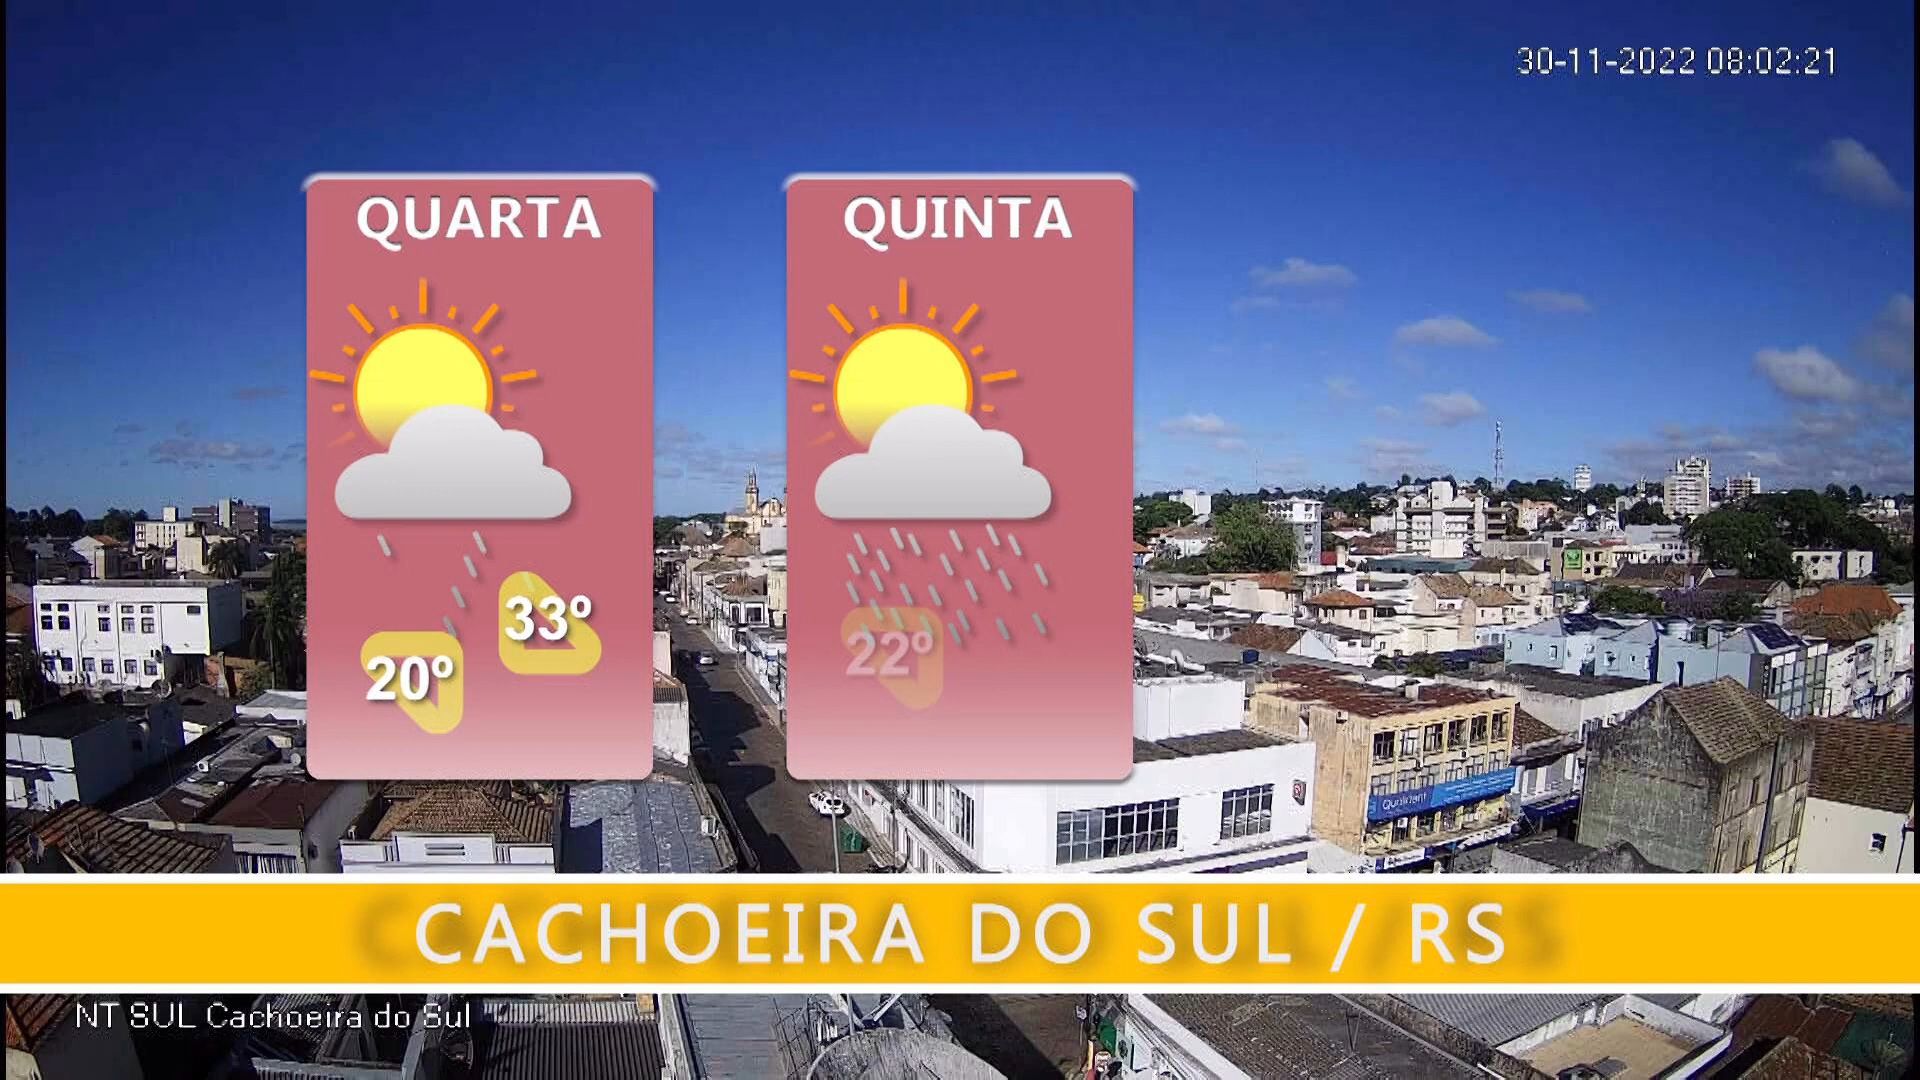 30-11-2022 08:02:21
QUARTA
QUINTA
33º
20º
22º
CACHOEIRA DO SUL / RS
NT SUL Cachoeira do Sul